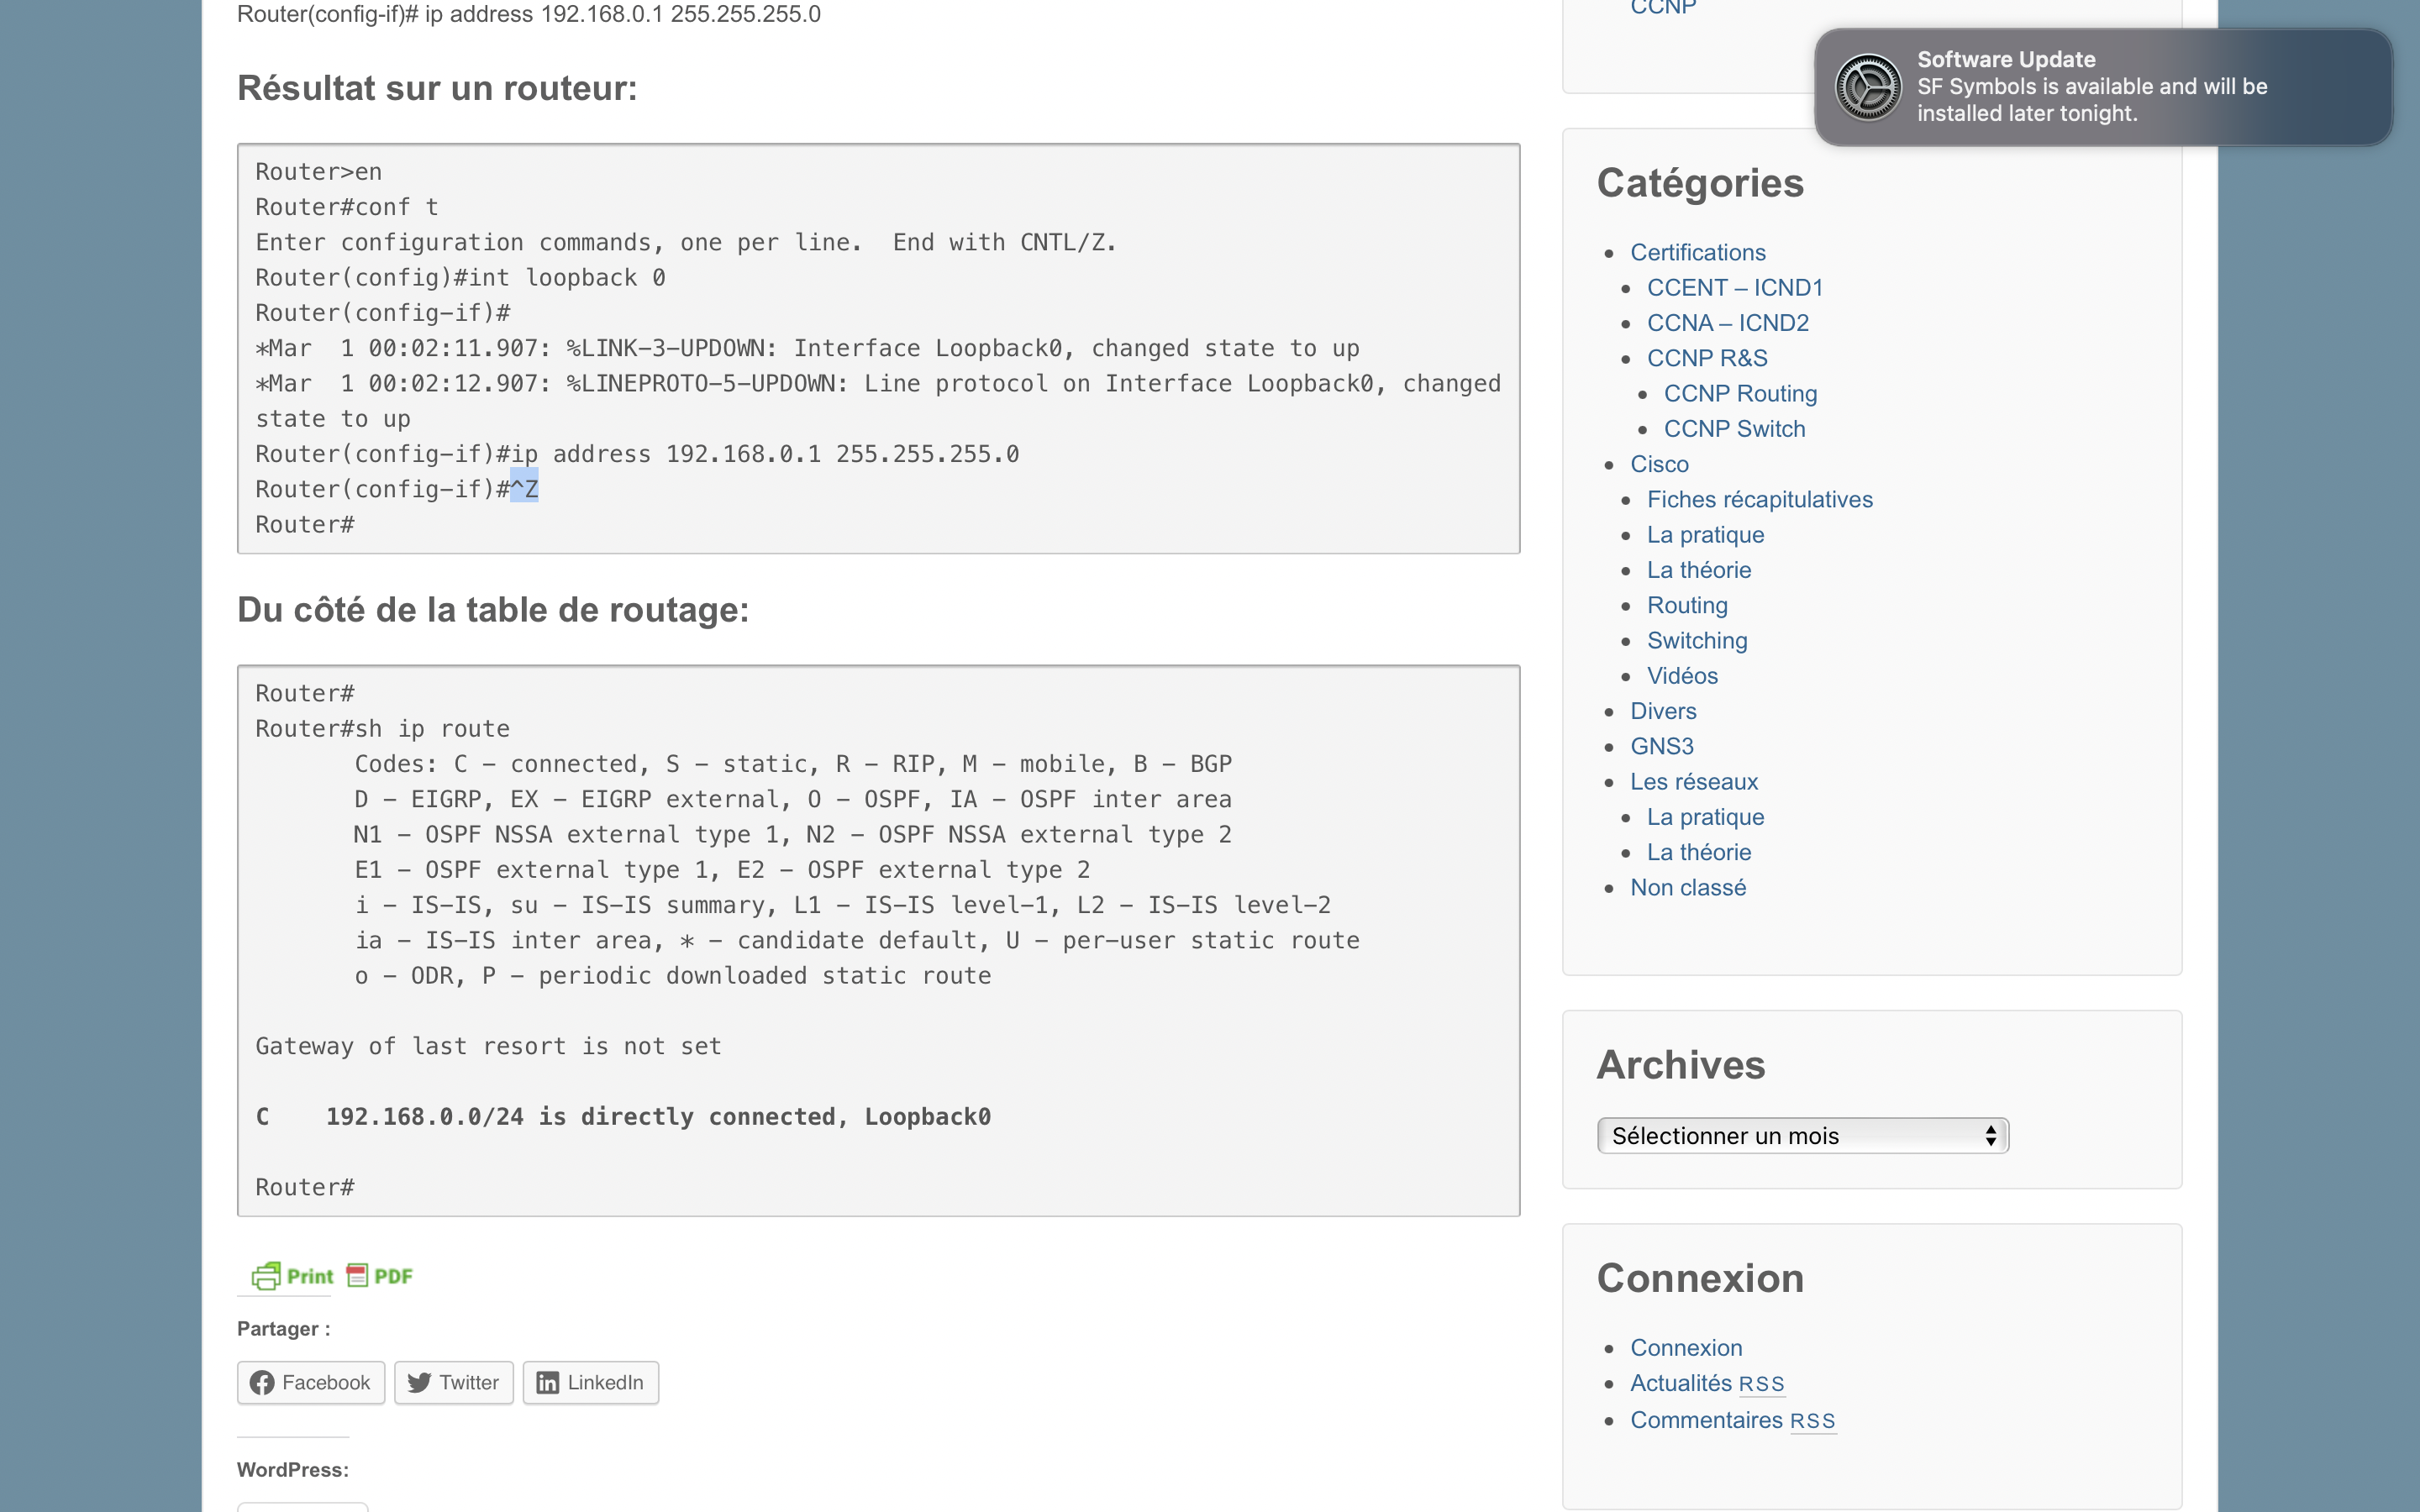 Router(config-if)# ip address 192.168.0.1 255.255.255.0
Résultat sur un routeur:
Router>en
Router#conf t
Enter configuration commands, one per line.  End with CNTL/Z.
Router(config)#int loopback 0
Router(config-if)#
*Mar  1 00:02:11.907: %LINK-3-UPDOWN: Interface Loopback0, changed state to up
*Mar  1 00:02:12.907: %LINEPROTO-5-UPDOWN: Line protocol on Interface Loopback0, changed
state to up
Router(config-if)#ip address 192.168.0.1 255.255.255.0
Router(config-if)#^Z
Router#
Du côté de la table de routage:
Router#
Router#sh ip route
Codes: C - connected, S - static, R - RIP, M - mobile, B - BGP
D - EIGRP, EX - EIGRP external, O - OSPF, IA - OSPF inter area
N1 - OSPF NSSA external type 1, N2 - OSPF NSSA external type 2
E1 - OSPF external type 1, E2 - OSPF external type 2
i - IS-IS, su - IS-IS summary, L1 - IS-IS level-1, L2 - IS-IS level-2
ia - IS-IS inter area, * - candidate default, U - per-user static route
o - ODR, P - periodic downloaded static route
Gateway of last resort is not set
C    192.168.0.0/24 is directly connected, Loopback0
Router#
Print PDF
Partager :
Facebook Twitter LinkedIn
WordPress:
CCNP
Software Update
SF Symbols is available and will be
installed later tonight.
Catégories
Certifications
CCENT – ICND1
CCNA – ICND2
CCNP R&S
CCNP Routing
CCNP Switch
Cisco
Fiches récapitulatives
La pratique
La théorie
Routing
Switching
Vidéos
Divers
GNS3
Les réseaux
La pratique
La théorie
Non classé
Archives
Sélectionner un mois
Connexion
Connexion
Actualités RSS
Commentaires RSS